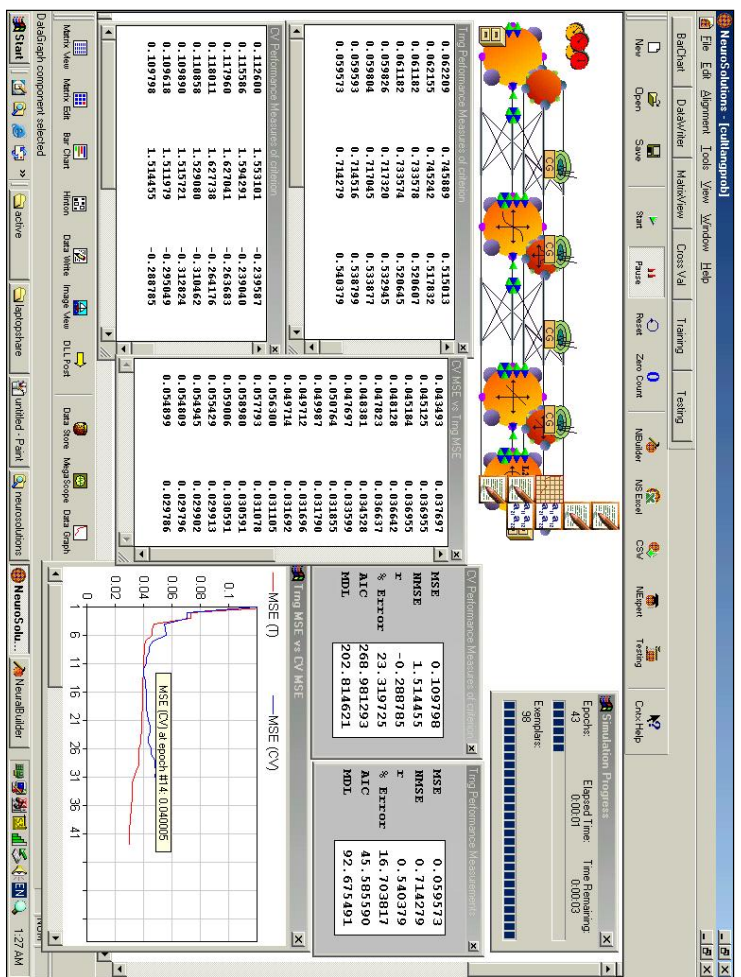 NeuroSolutions - [cultlangprob]
File Edit Alignment Tools View Window Help
BarChart DataWriter MatrixView Cross Val Training Testing
New Open Save Start Pause Reset Zero Count NBuilder NS Excel CSV NExpert Testing Cntx Help
CG CG CG CG CG
Simulation Progress
Epochs: Elapsed Time: Time Remaining:
43 0:00:01 0:00:03
Exemplars:
98
Trng Performance Measures of criterion
0.062209 0.745889 0.515013
0.062155 0.745242 0.517832
0.061182 0.733578 0.520607
0.061182 0.733574 0.520645
0.059826 0.717320 0.532945
0.059804 0.717045 0.533877
0.059593 0.714516 0.538799
0.059573 0.714279 0.540379
CV Performance Measures of criterion
0.112600 1.553101 -0.239587
0.115586 1.594291 -0.239040
0.117960 1.627041 -0.263683
0.118011 1.627738 -0.264176
0.110858 1.529080 -0.310462
0.109890 1.515721 -0.312824
0.109618 1.511979 -0.295049
0.109798 1.514455 -0.288785
CV MSE vs Trng MSE
0.043493 0.037697
0.045125 0.036955
0.045184 0.036955
0.048128 0.036642
0.047823 0.036637
0.048381 0.034528
0.047697 0.033599
0.050764 0.031855
0.049987 0.031790
0.049712 0.031696
0.049714 0.031692
0.056300 0.031105
0.057793 0.031078
0.058980 0.030591
0.059006 0.030591
0.055429 0.029913
0.054945 0.029902
0.054809 0.029796
0.054899 0.029786
CV Performance Measures of criterion
MSE 0.109798
NMSE 1.514455
r -0.288785
% Error 23.319725
AIC 268.981293
MDL 202.814621
Trng Performance Measurements
MSE 0.059573
NMSE 0.714279
r 0.540379
% Error 16.703817
AIC 45.585590
MDL 92.675491
Trng MSE vs CV MSE
MSE (T) MSE (CV)
0.1
0.08
0.06
0.04
0.02
0
1 6 11 16 21 26 31 36 41
MSE (CV) at epoch #14: 0.040005
Matrix View Matrix Edit Bar Chart Hinton Data Write Image View DLL Post Data Store MegaScope Data Graph
DataGraph component selected
NUM
Start » active laptopshare untitled - Paint neurosolutions NeuroSolu... NeuralBuilder EN 1:27 AM